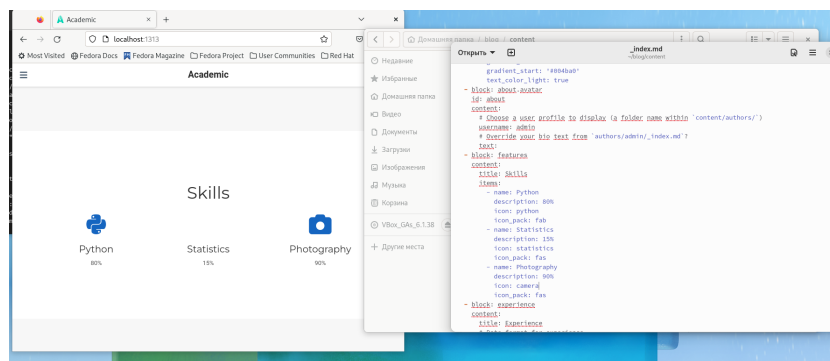 Academic
localhost:1313
Most Visited Fedora Docs Fedora Magazine Fedora Project User Communities Red Hat
Academic
Skills
Python
80%
Statistics
15%
Photography
90%
Домашняя папка / blog / content
Недавние
Избранные
Домашняя папка
Видео
Документы
Загрузки
Изображения
Музыка
Корзина
VBox_GAs_6.1.38
+ Другие места
Открыть
_index.md
~/blog/content
gradient_start: '#004ba0'
text_color_light: true
- block: about.avatar
id: about
content:
# Choose a user profile to display (a folder name within `content/authors/`)
username: admin
# Override your bio text from `authors/admin/_index.md`?
text:
- block: features
content:
title: Skills
items:
- name: Python
description: 80%
icon: python
icon_pack: fab
- name: Statistics
description: 15%
icon: statistics
icon_pack: fas
- name: Photography
description: 90%
icon: camera
icon_pack: fas
- block: experience
content:
title: Experience
# Date format for experience